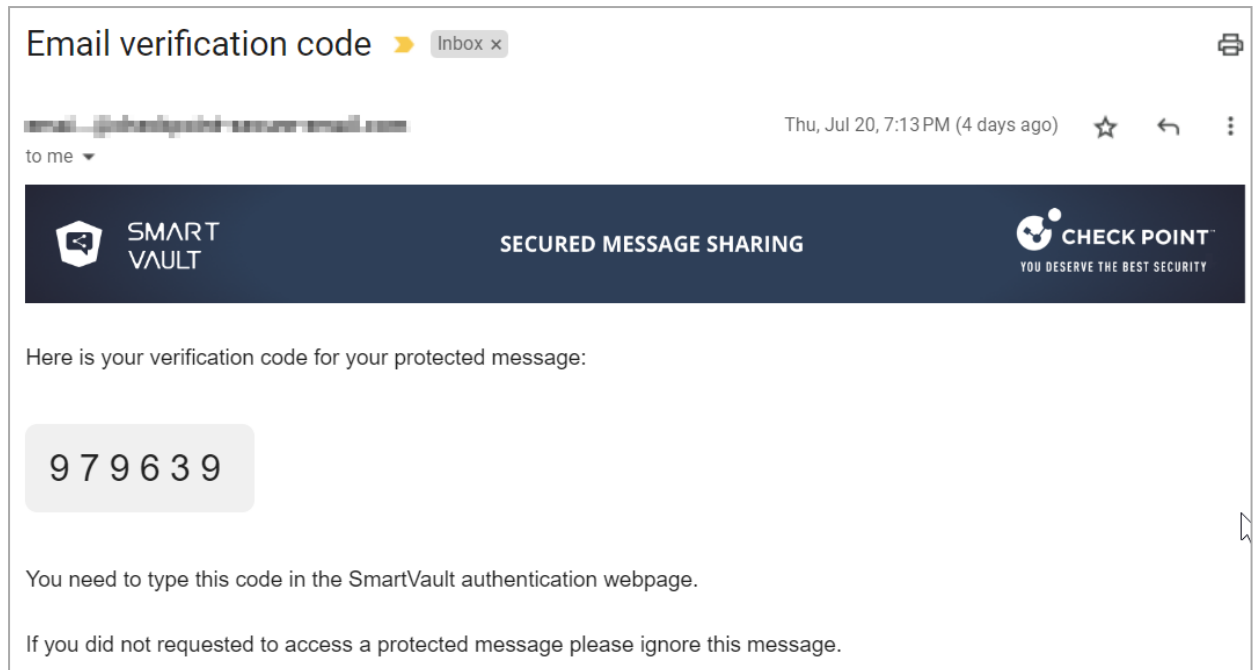 Email verification code
Inbox ×
Thu, Jul 20, 7:13 PM (4 days ago)
to me
SMART
VAULT
SECURED MESSAGE SHARING
CHECK POINT™
YOU DESERVE THE BEST SECURITY
Here is your verification code for your protected message:
979639
You need to type this code in the SmartVault authentication webpage.
If you did not requested to access a protected message please ignore this message.